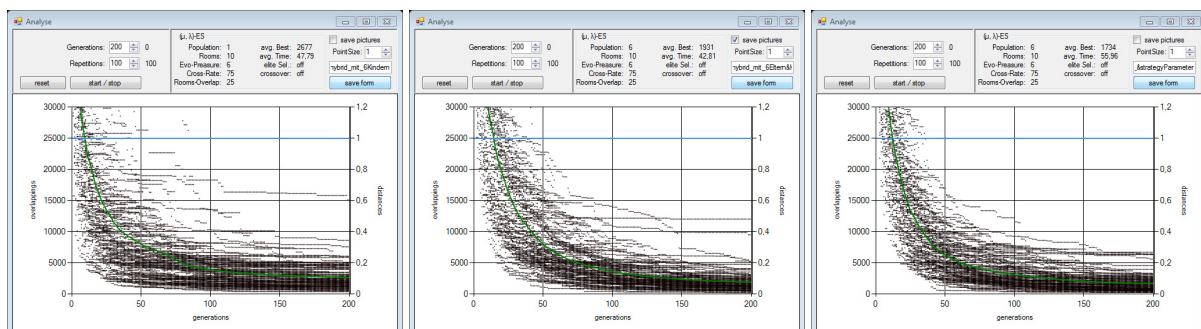 Analyse
Generations: 200 0
Repetitions: 100 100
reset
start / stop
(μ, λ)-ES
Population: 1 avg. Best: 2677
Rooms: 10 avg. Time: 47,79
Evo-Preasure: 6 elite Sel.: off
Cross-Rate: 75 crossover: off
Rooms-Overlap: 25
save pictures
PointSize: 1
ybrid_mit_6Kindern
save form
30000 1,2
25000 1
20000 0,8
15000 0,6
10000 0,4
5000 0,2
0 0
0 50 100 150 200
overlappings
distances
generations
Analyse
Generations: 200 0
Repetitions: 100 100
reset
start / stop
(μ, λ)-ES
Population: 6 avg. Best: 1931
Rooms: 10 avg. Time: 42,81
Evo-Preasure: 6 elite Sel.: off
Cross-Rate: 75 crossover: off
Rooms-Overlap: 25
save pictures
PointSize: 1
save form
30000 1,2
25000 1
20000 0,8
15000 0,6
10000 0,4
5000 0,2
0 0
0 50 100 150 200
overlappings
distances
generations
Analyse
Generations: 200 0
Repetitions: 100 100
reset
start / stop
(μ, λ)-ES
Population: 6 avg. Best: 1734
Rooms: 10 avg. Time: 55,96
Evo-Preasure: 6 elite Sel.: off
Cross-Rate: 75 crossover: off
Rooms-Overlap: 25
save pictures
PointSize: 1
_&strategyParameter
save form
30000 1,2
25000 1
20000 0,8
15000 0,6
10000 0,4
5000 0,2
0 0
0 50 100 150 200
overlappings
distances
generations